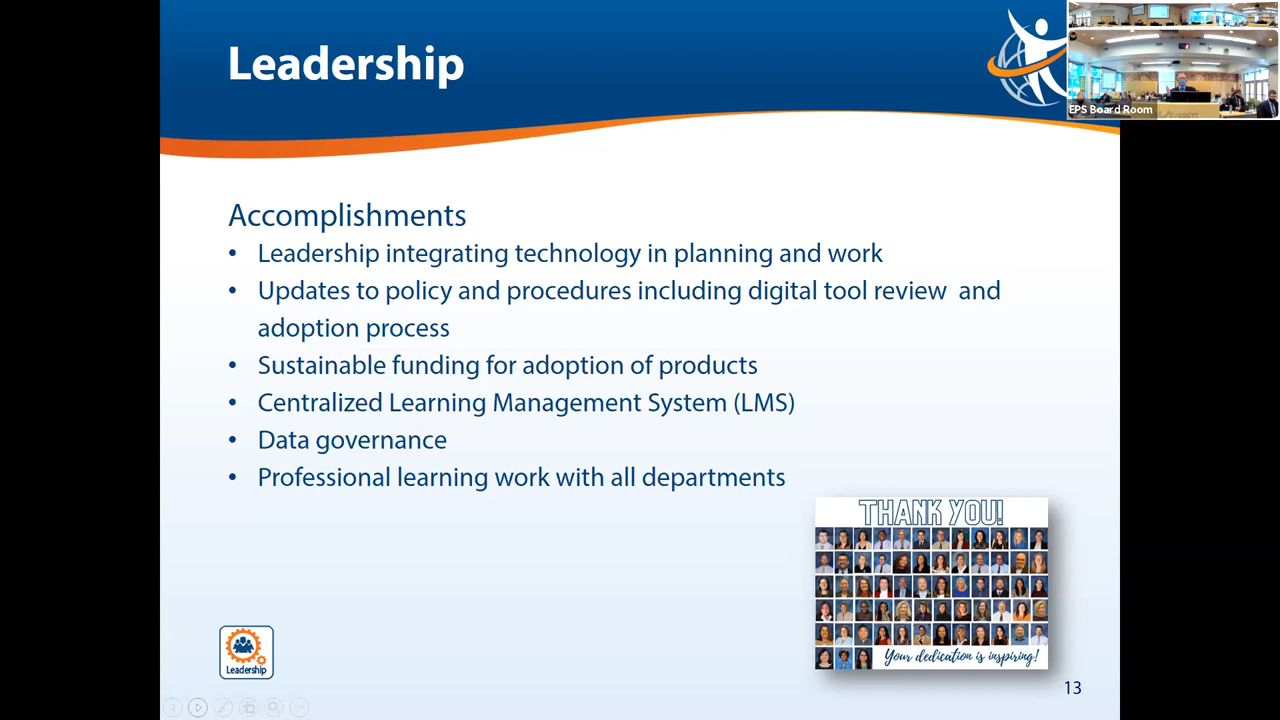 Leadership
EPS Board Room
Accomplishments
• Leadership integrating technology in planning and work
• Updates to policy and procedures including digital tool review and
adoption process
• Sustainable funding for adoption of products
• Centralized Learning Management System (LMS)
• Data governance
• Professional learning work with all departments
THANK YOU!
Your dedication is inspiring!
Leadership
13